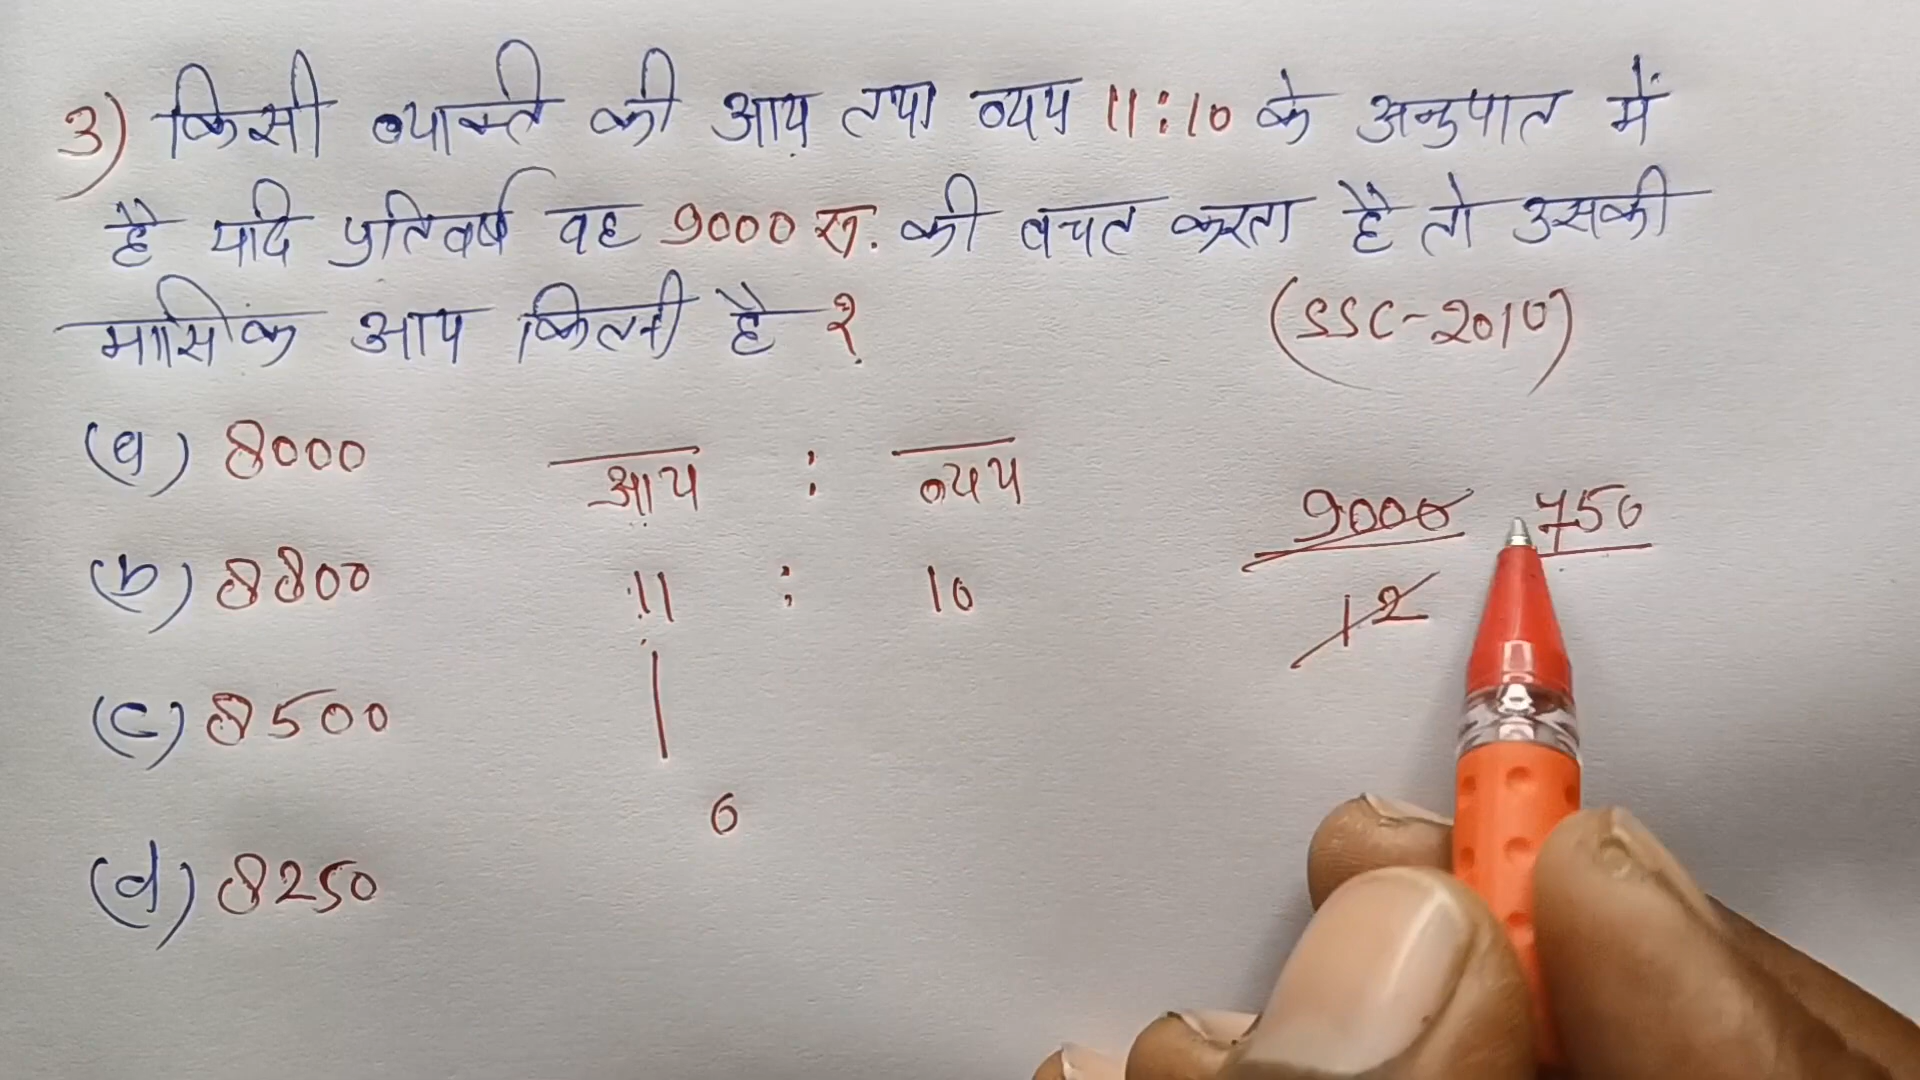 3) किसी व्यक्ति की आय तथा व्यय 11:10 के अनुपात में
है यदि प्रतिवर्ष वह 9000 रू. की बचत करता है तो उसकी
मासिक आय कितनी है ?
(SSC-2010)
(a) 8000
आय : व्यय
9000 750
(b) 8800
11 : 10
12
(c) 8500
6
(d) 8250